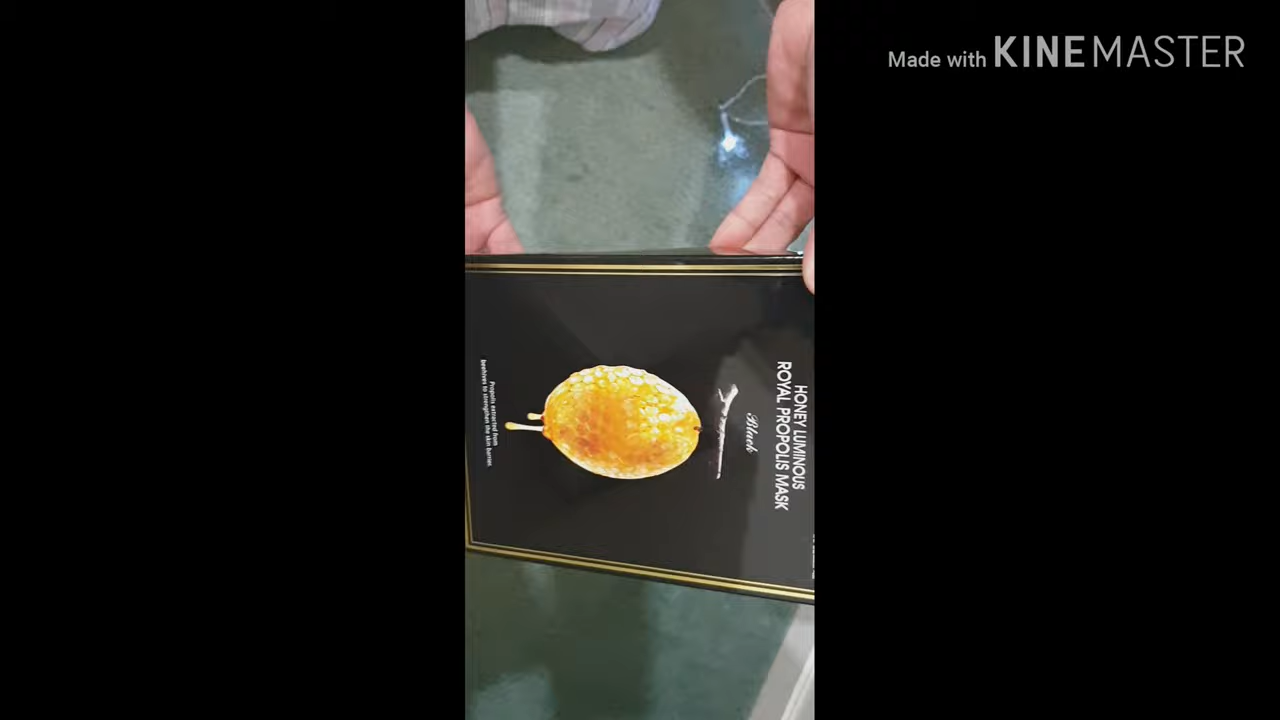 Made with KINEMASTER
HONEY LUMINOUS
ROYAL PROPOLIS MASK
Black
Propolis extracted from
beehives to strengthen the skin barrier.